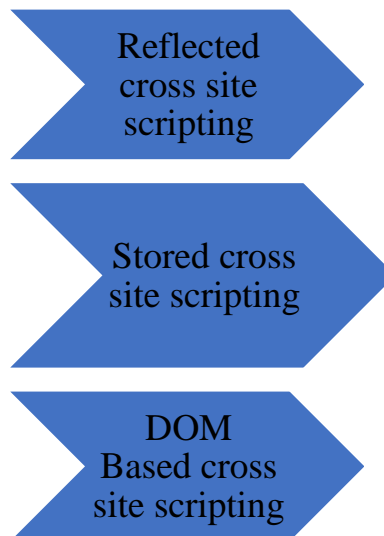 Reflected
cross site
scripting
Stored cross
site scripting
DOM
Based cross
site scripting